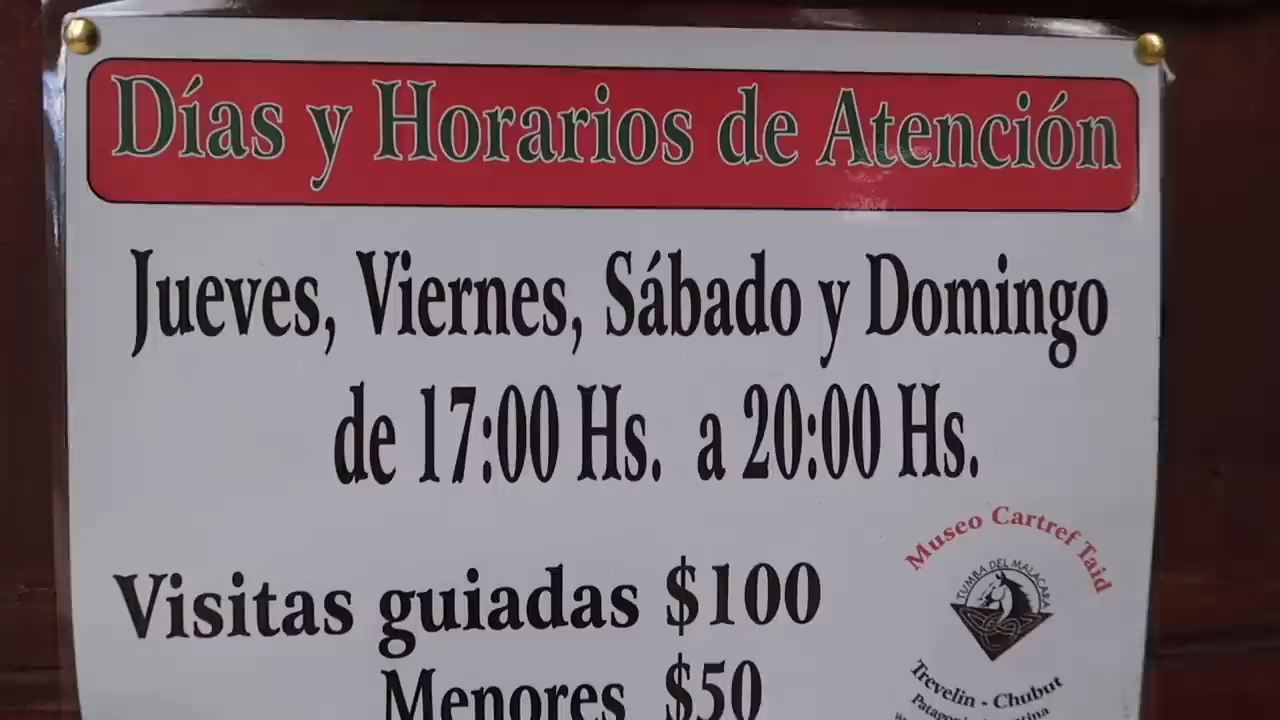 Días y Horarios de Atención
Jueves, Viernes, Sábado y Domingo
de 17:00 Hs. a 20:00 Hs.
Museo Cartref Taid
TUMBA DEL MALACARA
Visitas guiadas $100
Menores $50
Trevelin - Chubut